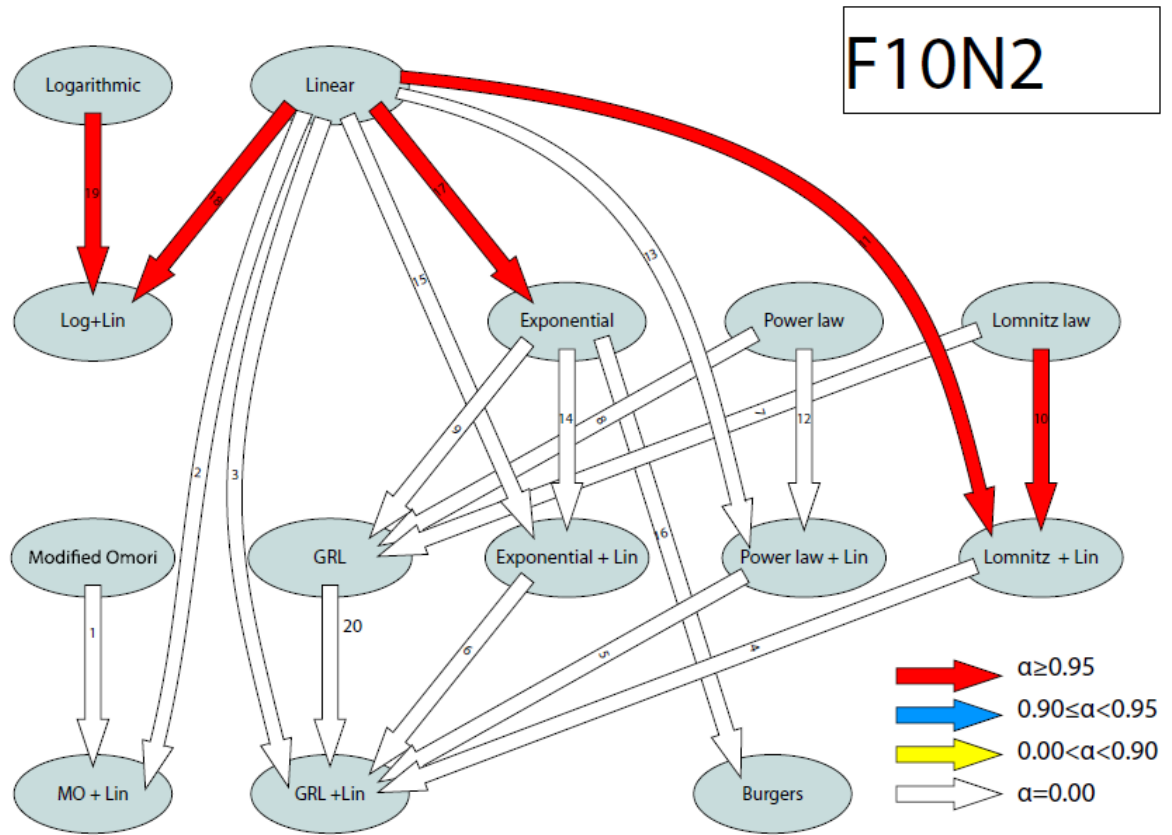 F10N2
Logarithmic
Linear
19
18
17
11
13
15
Log+Lin
Exponential
Power law
Lomnitz law
9
14
8
7
12
10
2
3
16
Modified Omori
GRL
Exponential + Lin
Power law + Lin
Lomnitz + Lin
1
20
6
5
4
α≥0.95
0.90≤α<0.95
0.00<α<0.90
α=0.00
MO + Lin
GRL +Lin
Burgers